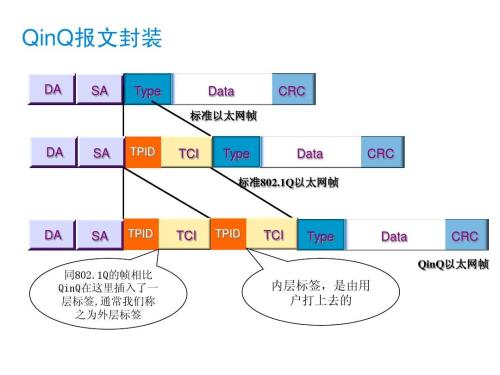 QinQ报文封装
DA SA Type Data CRC
标准以太网帧
DA SA TPID TCI Type Data CRC
标准802.1Q以太网帧
DA SA TPID TCI TPID TCI Type Data CRC
QinQ以太网帧
同802.1Q的帧相比
QinQ在这里插入了一
层标签,通常我们称
之为外层标签
内层标签，是由用
户打上去的